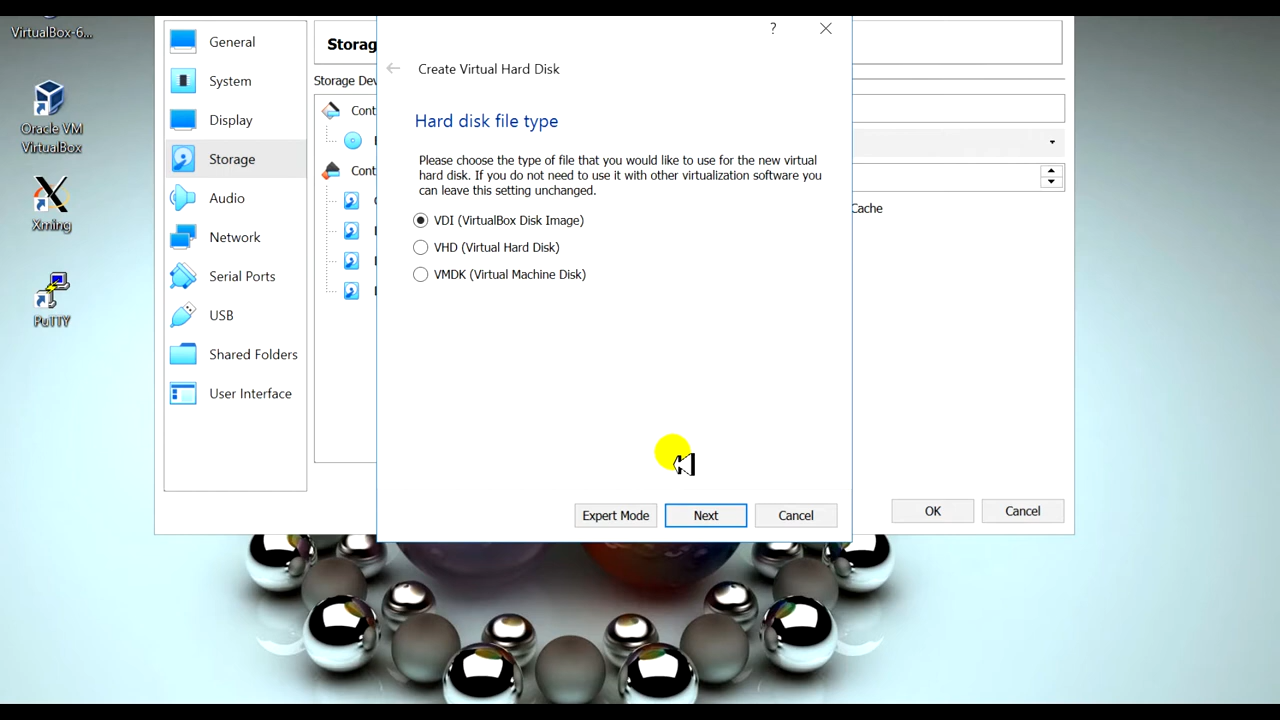 VirtualBox-6...
Oracle VM
VirtualBox
Xming
PuTTY
General
System
Display
Storage
Audio
Network
Serial Ports
USB
Shared Folders
User Interface
Storag
Storage Dev
Cont
Cont
?
Create Virtual Hard Disk
Hard disk file type
Please choose the type of file that you would like to use for the new virtual
hard disk. If you do not need to use it with other virtualization software you
can leave this setting unchanged.
VDI (VirtualBox Disk Image)
VHD (Virtual Hard Disk)
VMDK (Virtual Machine Disk)
Expert Mode
Next
Cancel
Cache
OK
Cancel